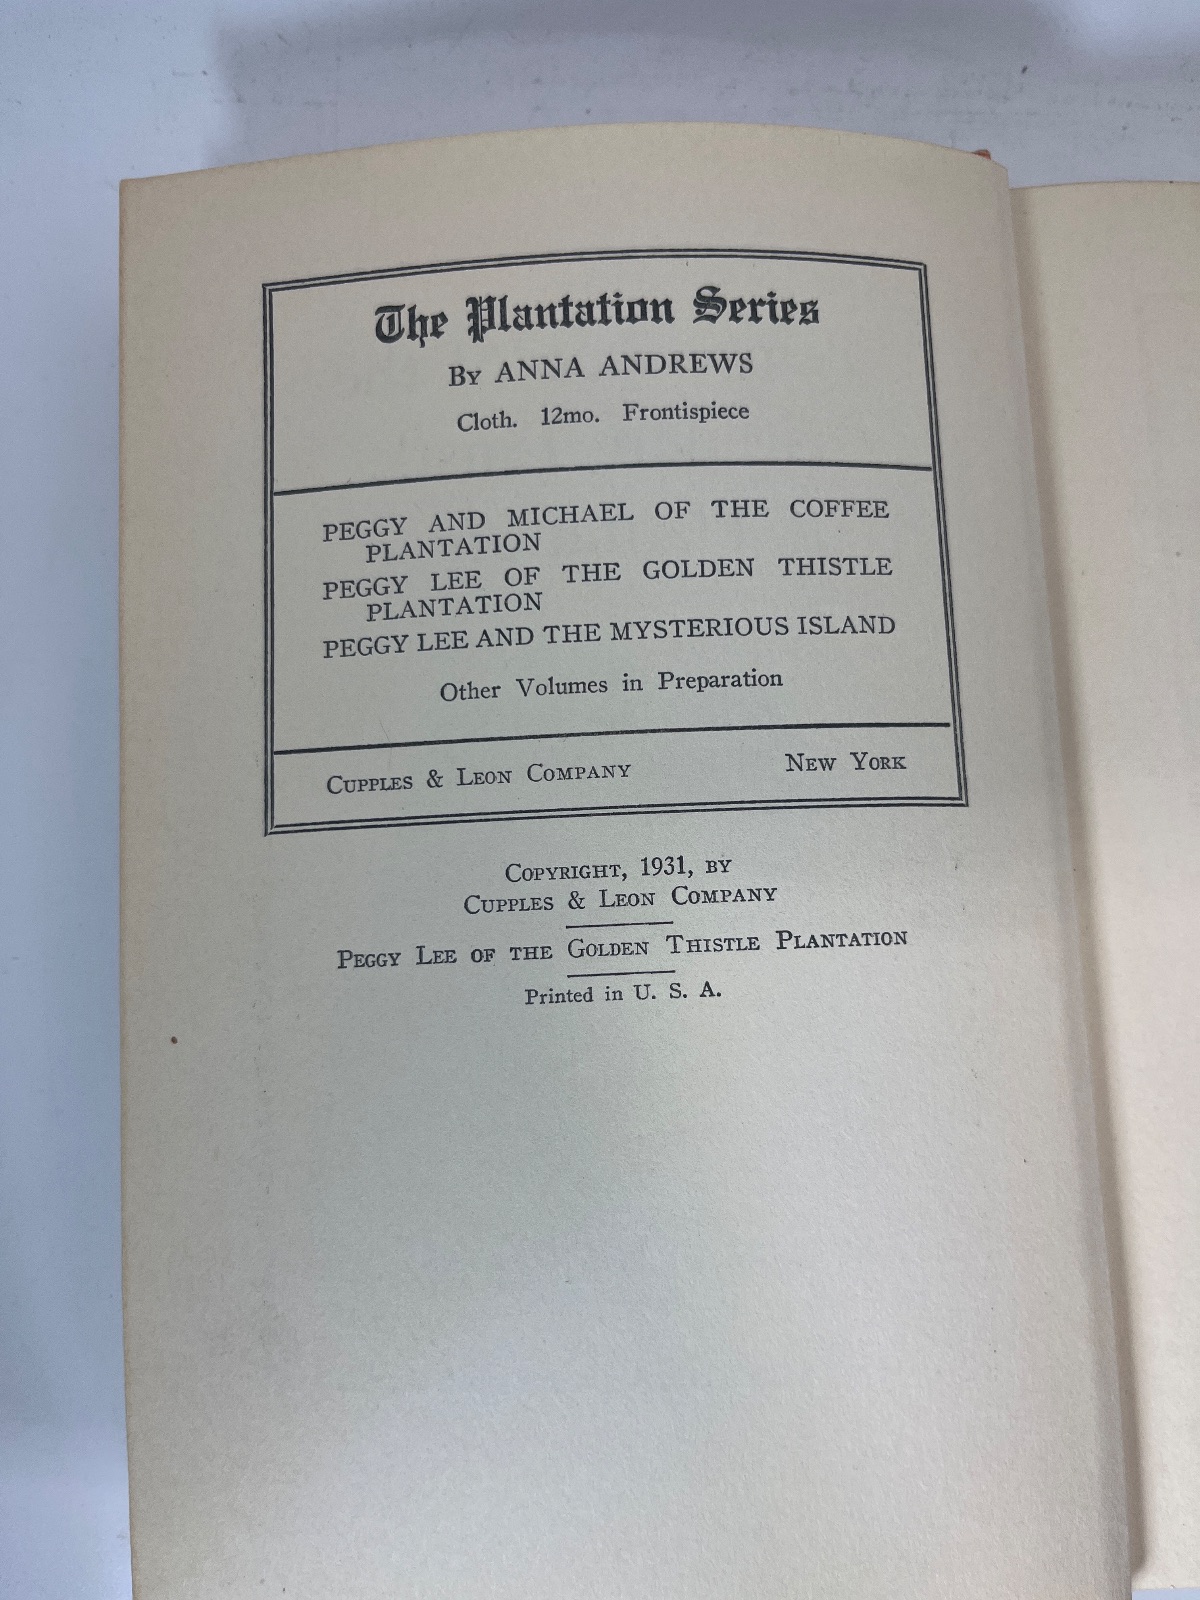 The Plantation Series
By ANNA ANDREWS
Cloth. 12mo. Frontispiece
PEGGY AND MICHAEL OF THE COFFEE
PLANTATION
PEGGY LEE OF THE GOLDEN THISTLE
PLANTATION
PEGGY LEE AND THE MYSTERIOUS ISLAND
Other Volumes in Preparation
Cupples & Leon Company New York
Copyright, 1931, by
Cupples & Leon Company
Peggy Lee of the Golden Thistle Plantation
Printed in U. S. A.